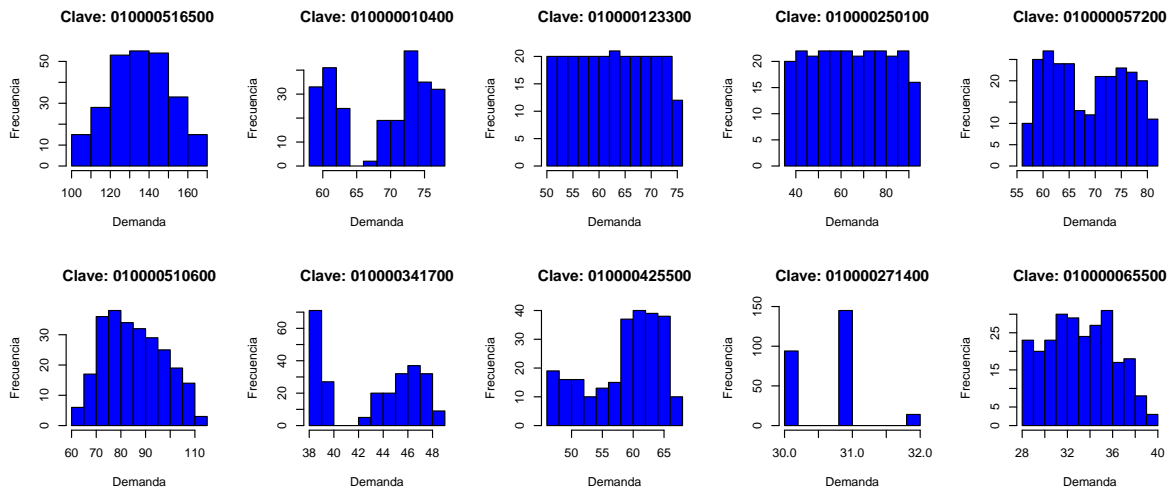 Clave: 010000516500
Frecuencia
0 10 30 50
100 120 140 160
Demanda
Clave: 010000010400
Frecuencia
0 10 30
60 65 70 75
Demanda
Clave: 010000123300
Frecuencia
0 5 10 15 20
50 55 60 65 70 75
Demanda
Clave: 010000250100
Frecuencia
0 5 10 15 20
40 60 80
Demanda
Clave: 010000057200
Frecuencia
0 10 20
55 60 65 70 75 80
Demanda
Clave: 010000510600
Frecuencia
0 10 30
60 70 80 90 110
Demanda
Clave: 010000341700
Frecuencia
0 20 40 60
38 40 42 44 46 48
Demanda
Clave: 010000425500
Frecuencia
0 10 20 30 40
50 55 60 65
Demanda
Clave: 010000271400
Frecuencia
0 50 100 150
30.0 31.0 32.0
Demanda
Clave: 010000065500
Frecuencia
0 5 15 25
28 32 36 40
Demanda